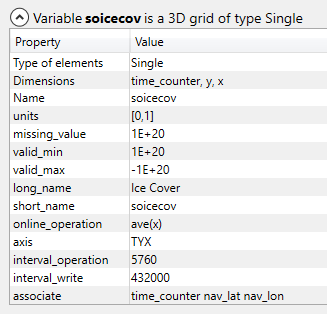 Variable soicecov is a 3D grid of type Single
Property Value
Type of elements Single
Dimensions time_counter, y, x
Name soicecov
units [0,1]
missing_value 1E+20
valid_min 1E+20
valid_max -1E+20
long_name Ice Cover
short_name soicecov
online_operation ave(x)
axis TYX
interval_operation 5760
interval_write 432000
associate time_counter nav_lat nav_lon